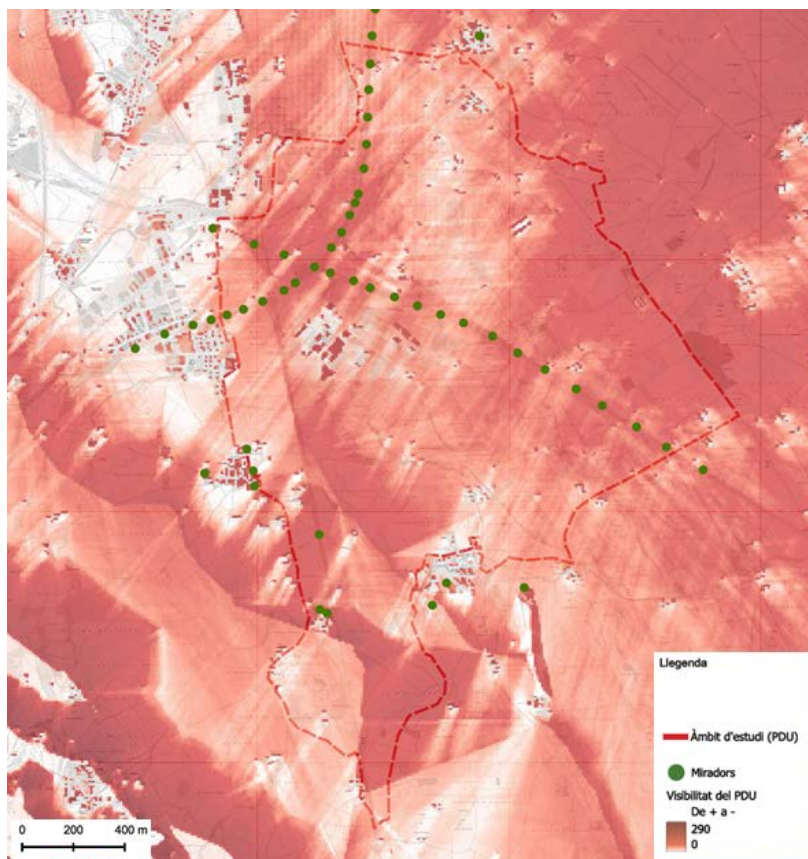 Llegenda
Àmbit d'estudi (PDU)
Miradors
Visibilitat del PDU
De + a -
290
0
0 200 400 m